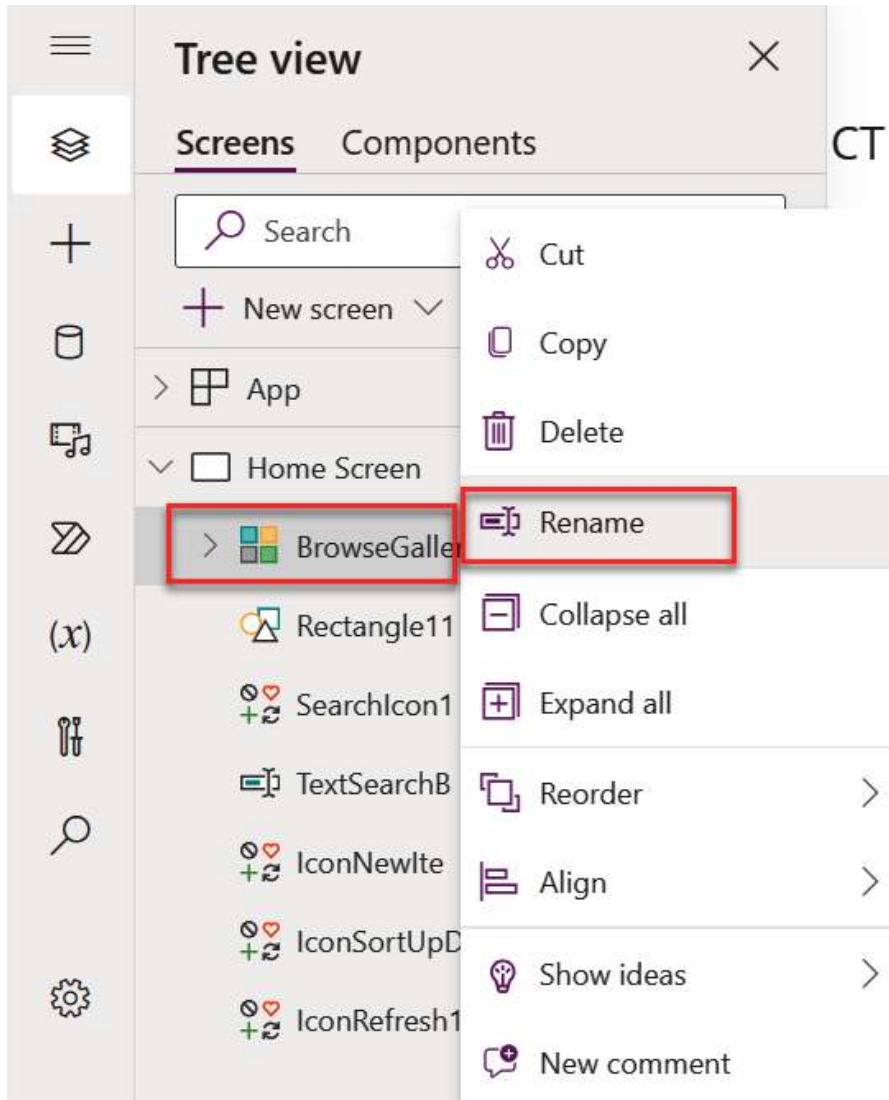 Tree view
CT
Screens Components
Search
New screen
App
Home Screen
BrowseGaller
Rectangle11
SearchIcon1
TextSearchB
IconNewIte
IconSortUpD
IconRefresh1
(x)
Cut
Copy
Delete
Rename
Collapse all
Expand all
Reorder
Align
Show ideas
New comment